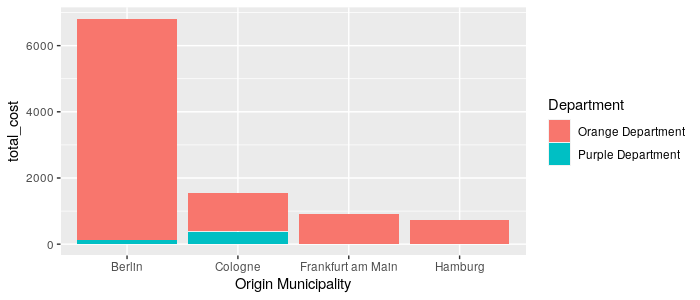 total_cost
6000
4000
2000
0
Berlin
Cologne
Frankfurt am Main
Hamburg
Origin Municipality
Department
Orange Department
Purple Department